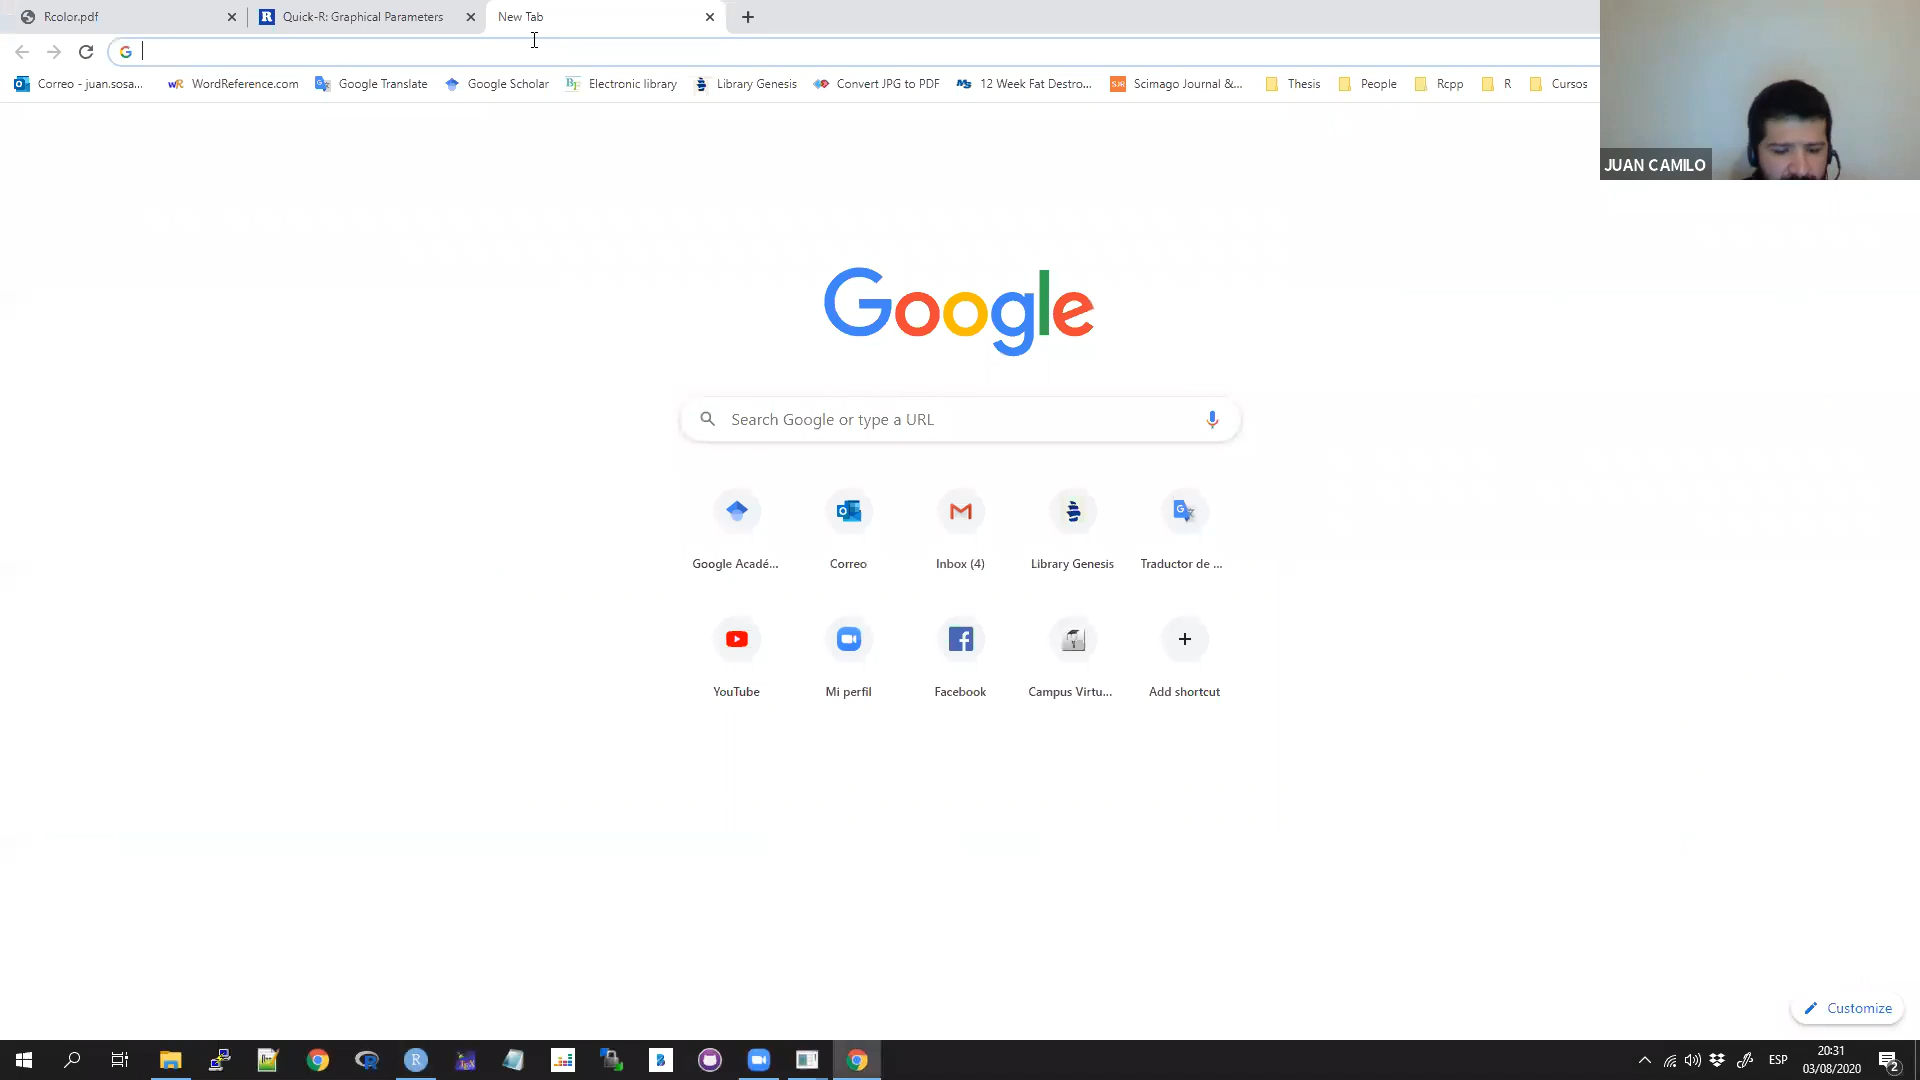 Rcolor.pdf
Quick-R: Graphical Parameters
New Tab
Correo - juan.sosa...
WordReference.com
Google Translate
Google Scholar
Electronic library
Library Genesis
Convert JPG to PDF
12 Week Fat Destro...
Scimago Journal &...
Thesis
People
Rcpp
R
Cursos
JUAN CAMILO
Google
Search Google or type a URL
Google Acadé...
Correo
Inbox (4)
Library Genesis
Traductor de ...
YouTube
Mi perfil
Facebook
Campus Virtu...
Add shortcut
Customize
ESP
20:31
03/08/2020
2